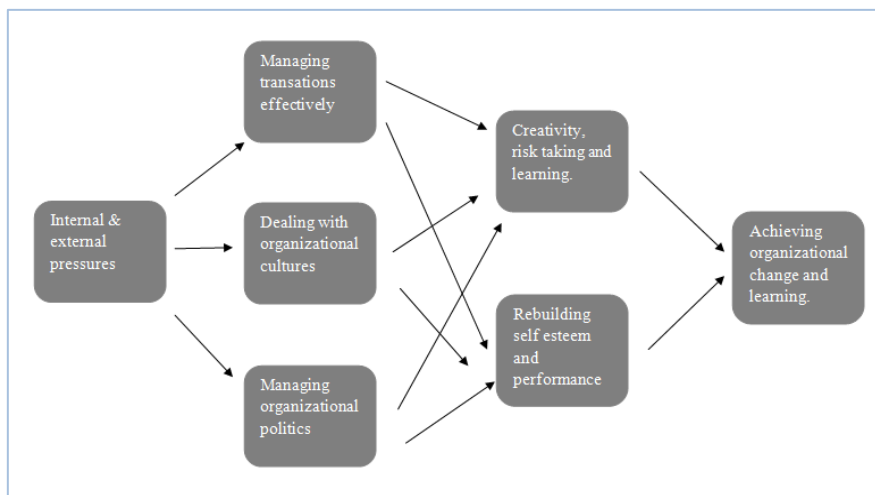 Internal &
external
pressures
Managing
transations
effectively
Dealing with
organizational
cultures
Managing
organizational
politics
Creativity,
risk taking and
learning.
Rebuilding
self esteem
and
performance
Achieving
organizational
change and
learning.